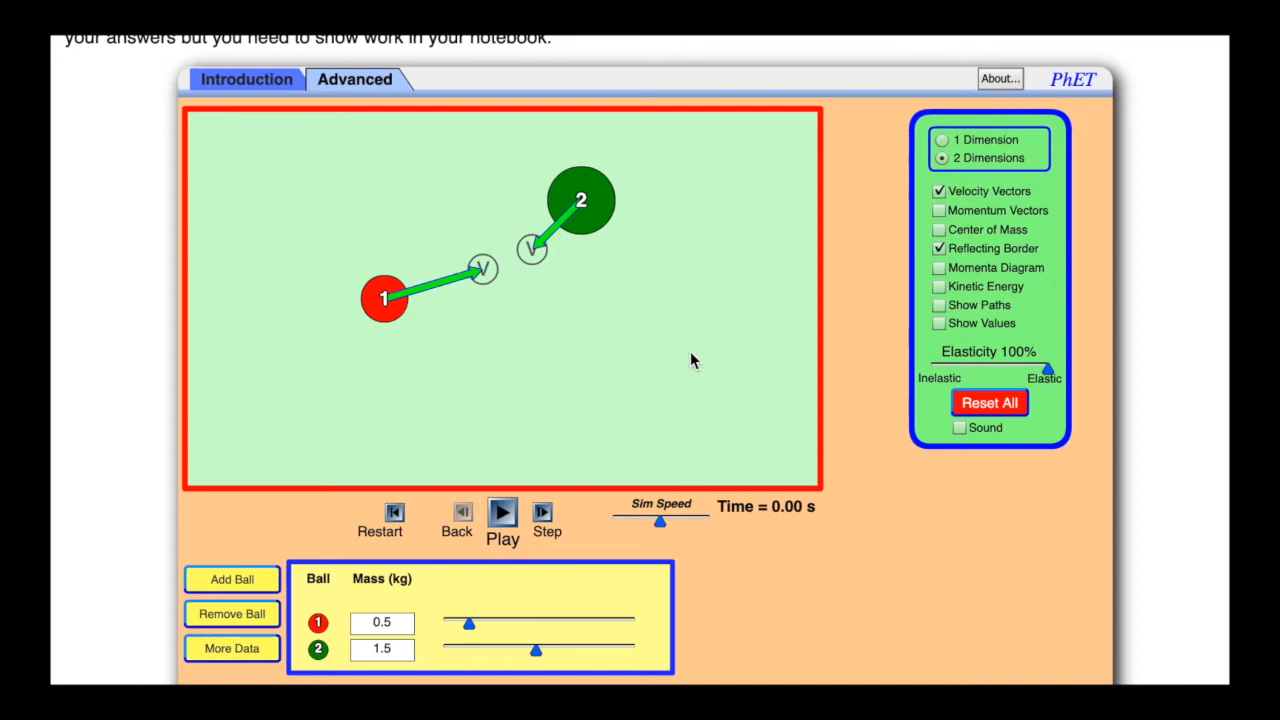 your answers but you need to show work in your notebook.
Introduction Advanced About... PhET
1 Dimension
2 Dimensions
Velocity Vectors
Momentum Vectors
Center of Mass
Reflecting Border
Momenta Diagram
Kinetic Energy
Show Paths
Show Values
Elasticity 100%
Inelastic Elastic
Reset All
Sound
2
V
V
1
Restart Back Play Step Sim Speed Time = 0.00 s
Add Ball
Remove Ball
More Data
Ball Mass (kg)
1 0.5
2 1.5